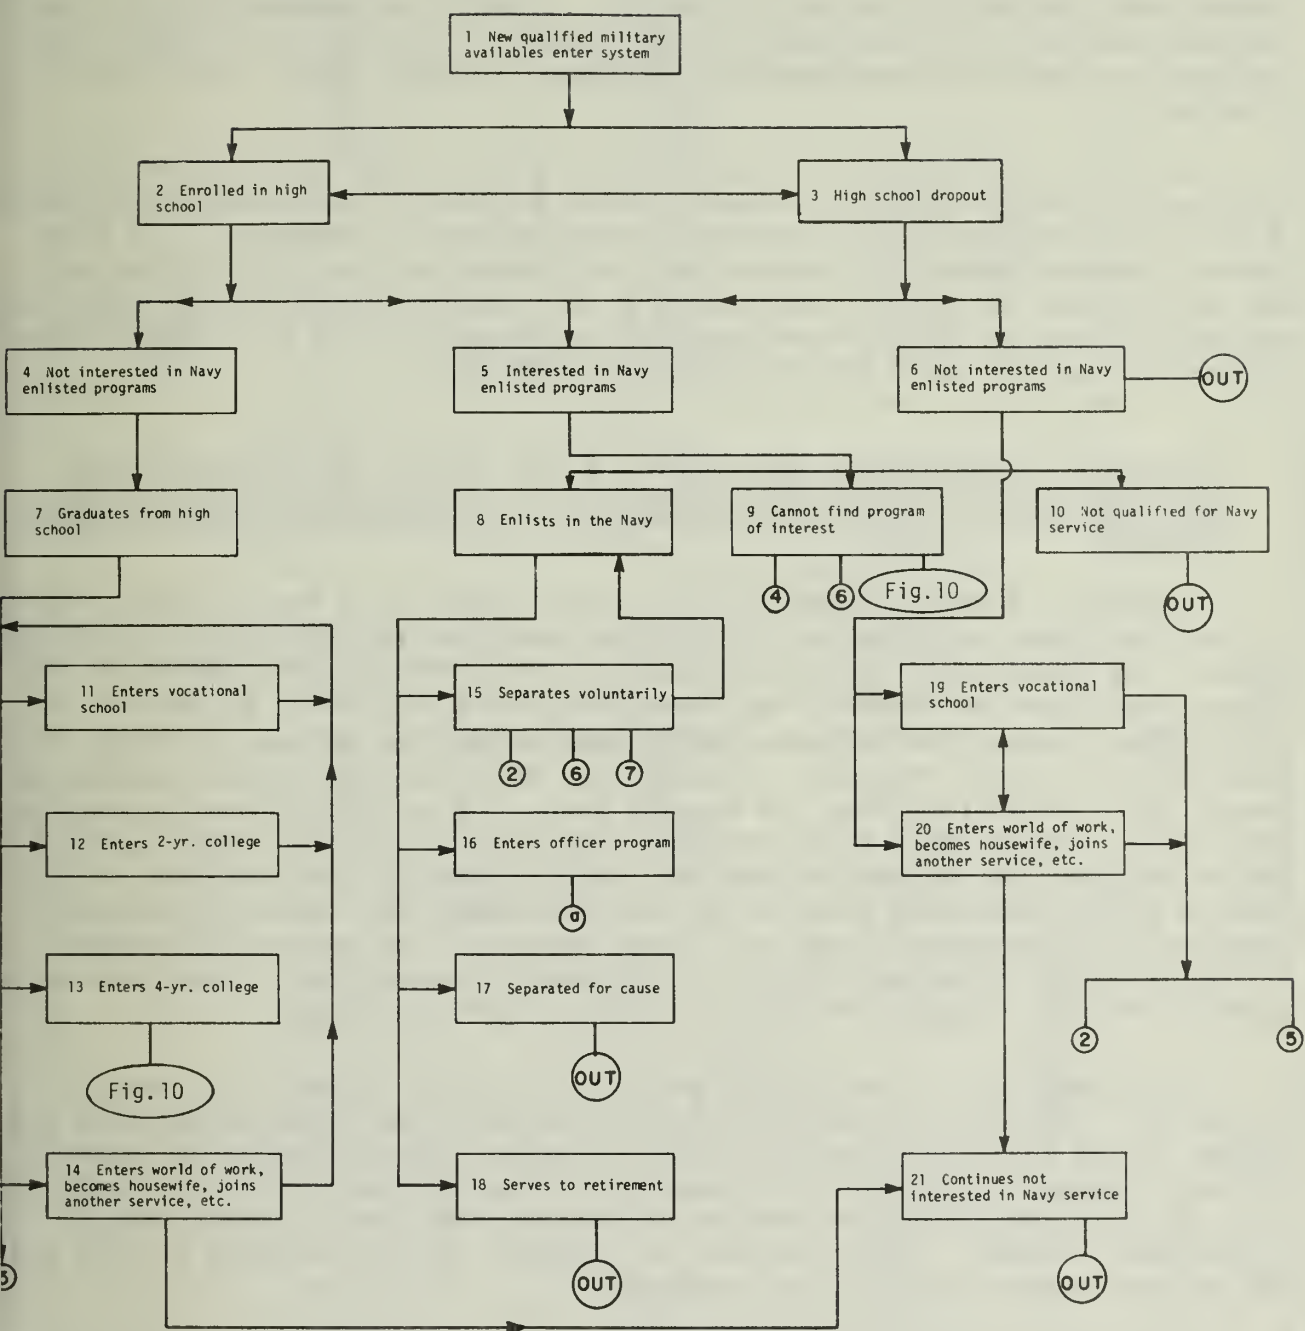 1 New qualified military
availables enter system
2 Enrolled in high
school
3 High school dropout
4 Not interested in Navy
enlisted programs
5 Interested in Navy
enlisted programs
6 Not interested in Navy
enlisted programs
OUT
7 Graduates from high
school
8 Enlists in the Navy
9 Cannot find program
of interest
10 Not qualified for Navy
service
4
6
Fig.10
OUT
11 Enters vocational
school
15 Separates voluntarily
19 Enters vocational
school
2
6
7
12 Enters 2-yr. college
16 Enters officer program
20 Enters world of work,
becomes housewife, joins
another service, etc.
a
13 Enters 4-yr. college
17 Separated for cause
2
5
Fig.10
OUT
14 Enters world of work,
becomes housewife, joins
another service, etc.
18 Serves to retirement
21 Continues not
interested in Navy service
OUT
OUT